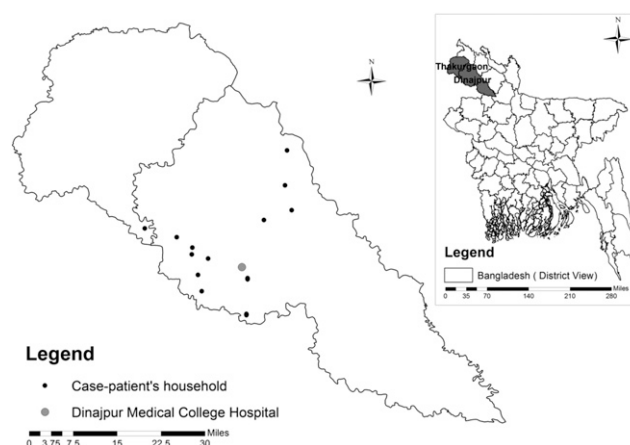 N
Legend
Case-patient's household
Dinajpur Medical College Hospital
Miles
0 3.75 7.5 15 22.5 30
N
Thakurgaon
Dinajpur
Legend
Bangladesh ( District View)
Miles
0 35 70 140 210 280